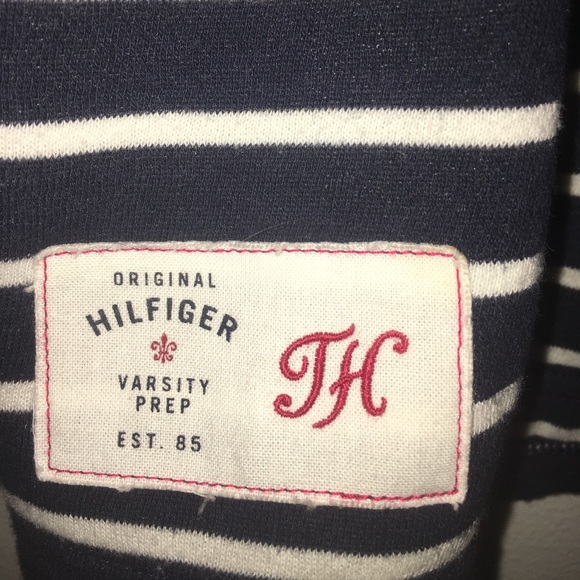 ORIGINAL
HILFIGER
VARSITY
PREP
EST. 85
TH